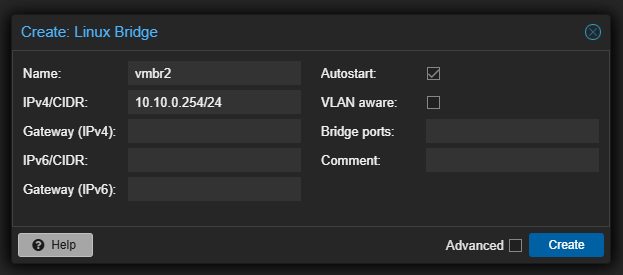 Create: Linux Bridge
Name: vmbr2 Autostart:
IPv4/CIDR: 10.10.0.254/24 VLAN aware:
Gateway (IPv4): Bridge ports:
IPv6/CIDR: Comment:
Gateway (IPv6):
? Help Advanced Create